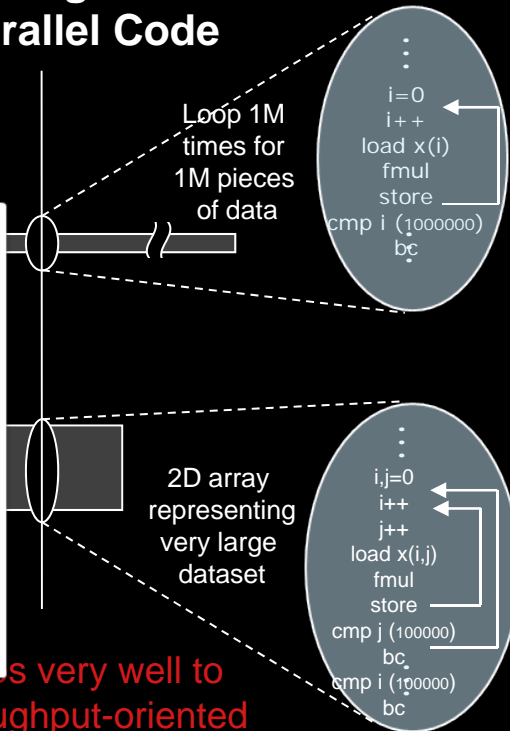 rallel Code
Loop 1M
times for
1M pieces
of data
i=0
i++
load x(i)
fmul
store
cmp i (1000000)
bc
2D array
representing
very large
dataset
i,j=0
i++
j++
load x(i,j)
fmul
store
cmp j (100000)
bc
cmp i (100000)
bc
very well to
ughput-oriented